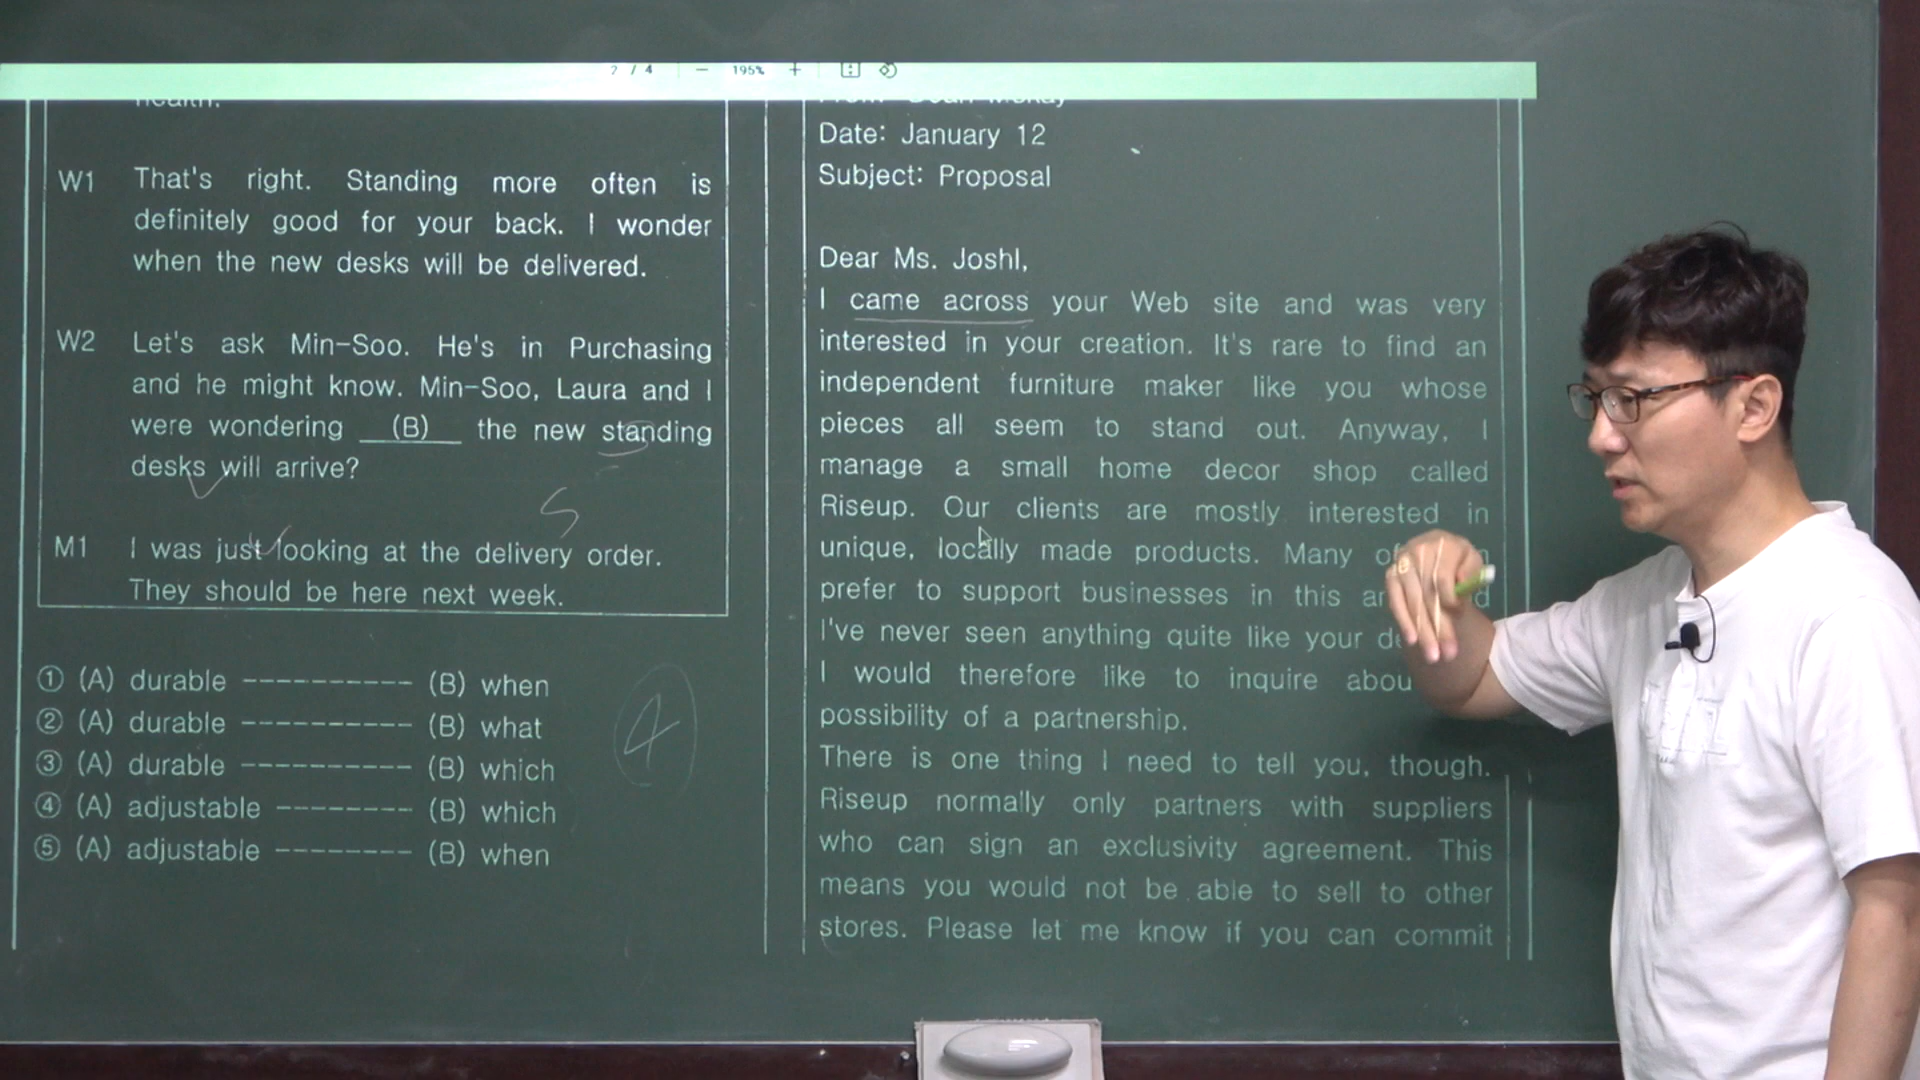 2 / 4 — 195% +
health.
W1 That's right. Standing more often is
definitely good for your back. I wonder
when the new desks will be delivered.
W2 Let's ask Min-Soo. He's in Purchasing
and he might know. Min-Soo, Laura and I
were wondering (B) the new standing
desks will arrive?
M1 I was just looking at the delivery order.
They should be here next week.
① (A) durable ---------- (B) when
② (A) durable ---------- (B) what
③ (A) durable ---------- (B) which
④ (A) adjustable -------- (B) which
⑤ (A) adjustable -------- (B) when
S
4
Date: January 12
Subject: Proposal
Dear Ms. Joshl,
I came across your Web site and was very
interested in your creation. It's rare to find an
independent furniture maker like you whose
pieces all seem to stand out. Anyway, I
manage a small home decor shop called
Riseup. Our clients are mostly interested in
unique, locally made products. Many
prefer to support businesses in this
I've never seen anything quite like your
I would therefore like to inquire
possibility of a partnership.
There is one thing I need to tell you, though.
Riseup normally only partners with suppliers
who can sign an exclusivity agreement. This
means you would not be able to sell to other
stores. Please let me know if you can commit